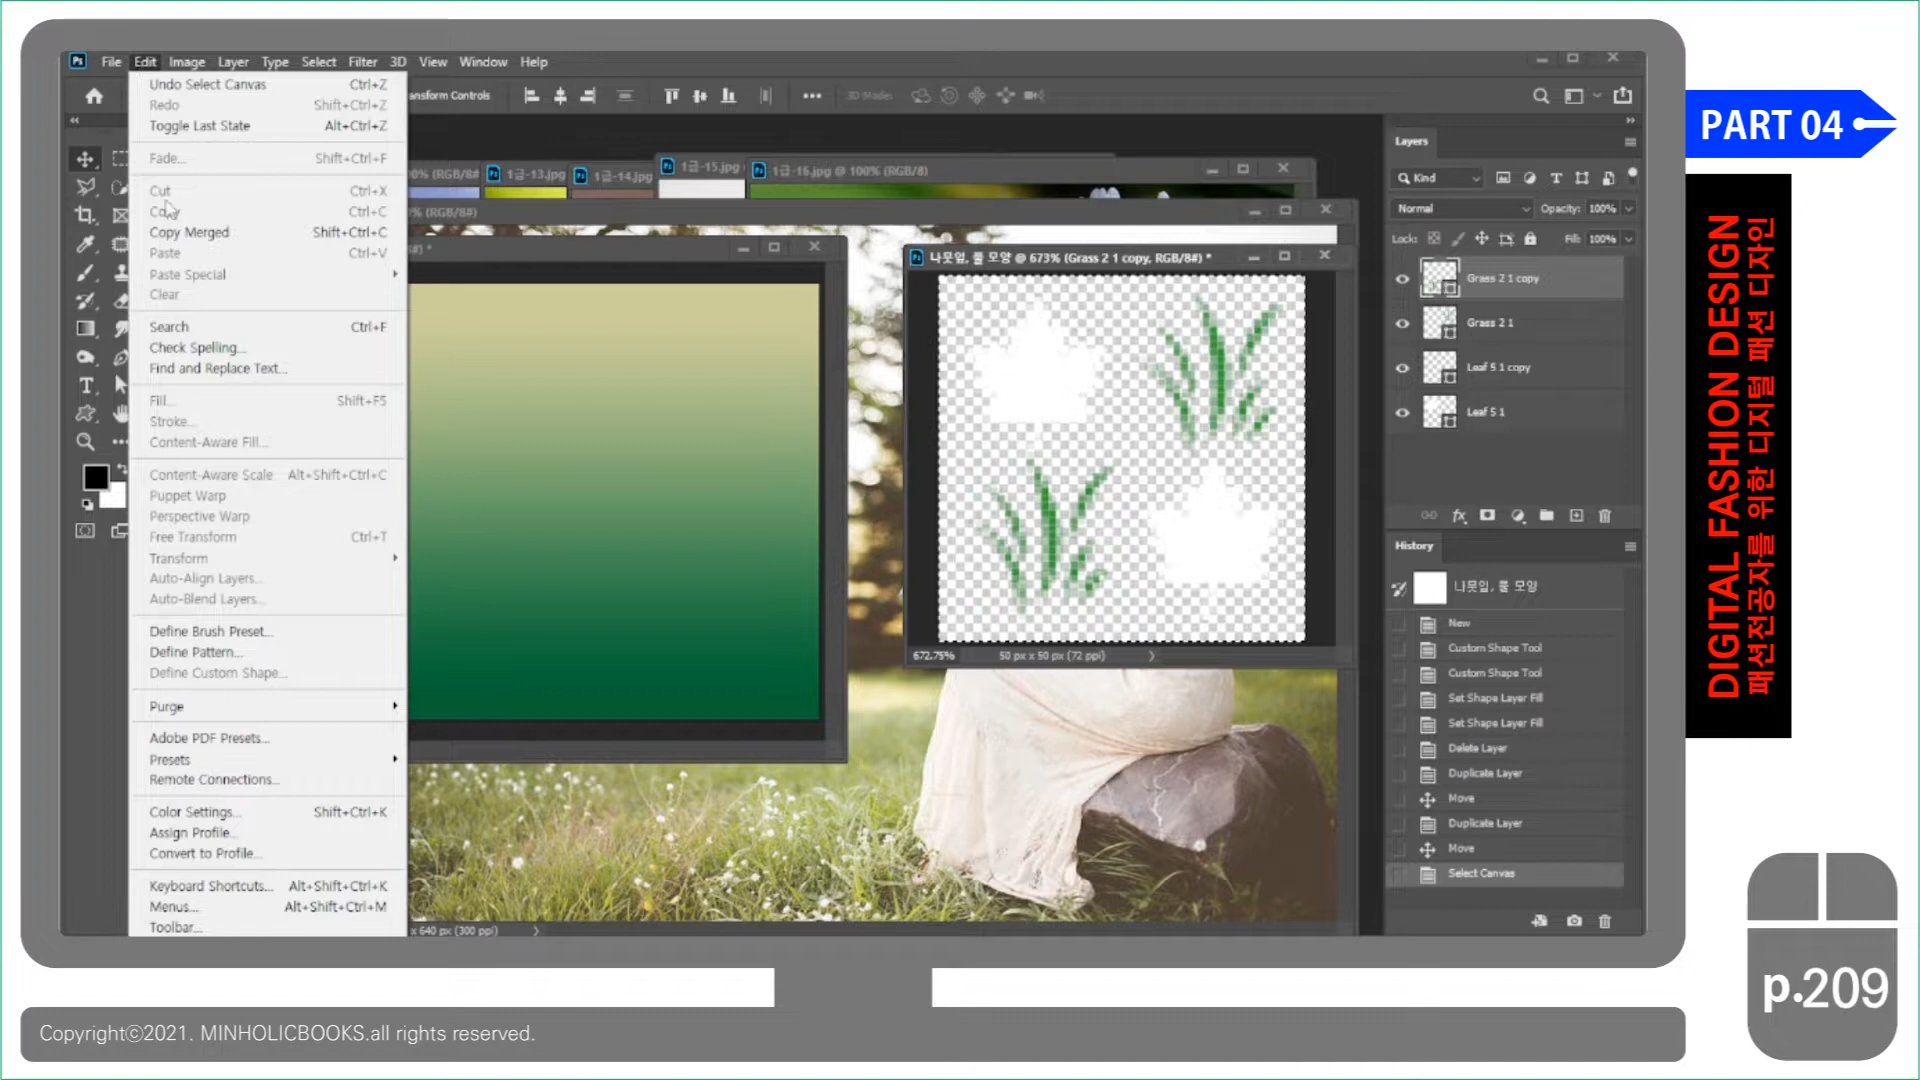 Ps
File Edit Image Layer Type Select Filter 3D View Window Help
Undo Select Canvas Ctrl+Z
Redo Shift+Ctrl+Z
Toggle Last State Alt+Ctrl+Z
Fade... Shift+Ctrl+F
Cut Ctrl+X
Copy Ctrl+C
Copy Merged Shift+Ctrl+C
Paste Ctrl+V
Paste Special
Clear
Search Ctrl+F
Check Spelling...
Find and Replace Text...
Fill... Shift+F5
Stroke...
Content-Aware Fill...
Content-Aware Scale Alt+Shift+Ctrl+C
Puppet Warp
Perspective Warp
Free Transform Ctrl+T
Transform
Auto-Align Layers...
Auto-Blend Layers...
Define Brush Preset...
Define Pattern...
Define Custom Shape...
Purge
Adobe PDF Presets...
Presets
Remote Connections...
Color Settings... Shift+Ctrl+K
Assign Profile...
Convert to Profile...
Keyboard Shortcuts... Alt+Shift+Ctrl+K
Menus... Alt+Shift+Ctrl+M
Toolbar...
ansform Controls
3D Mode:
0% (RGB/8#
1급-13.jpg
1급-14.jpg
1급-15.jpg
1급-16.jpg @ 100% (RGB/8)
% (RGB/8#)
#) *
나뭇잎, 풀 모양 @ 673% (Grass 2 1 copy, RGB/8#) *
672.75% 50 px x 50 px (72 ppi)
x 640 px (300 ppi)
Layers
Kind
Normal Opacity: 100%
Lock: Fill: 100%
Grass 2 1 copy
Grass 2 1
Leaf 5 1 copy
Leaf 5 1
fx
History
나뭇잎, 풀 모양
New
Custom Shape Tool
Custom Shape Tool
Set Shape Layer Fill
Set Shape Layer Fill
Delete Layer
Duplicate Layer
Move
Duplicate Layer
Move
Select Canvas
PART 04
DIGITAL FASHION DESIGN
패션전공자를 위한 디지털 패션 디자인
p.209
Copyrightⓒ2021. MINHOLICBOOKS.all rights reserved.